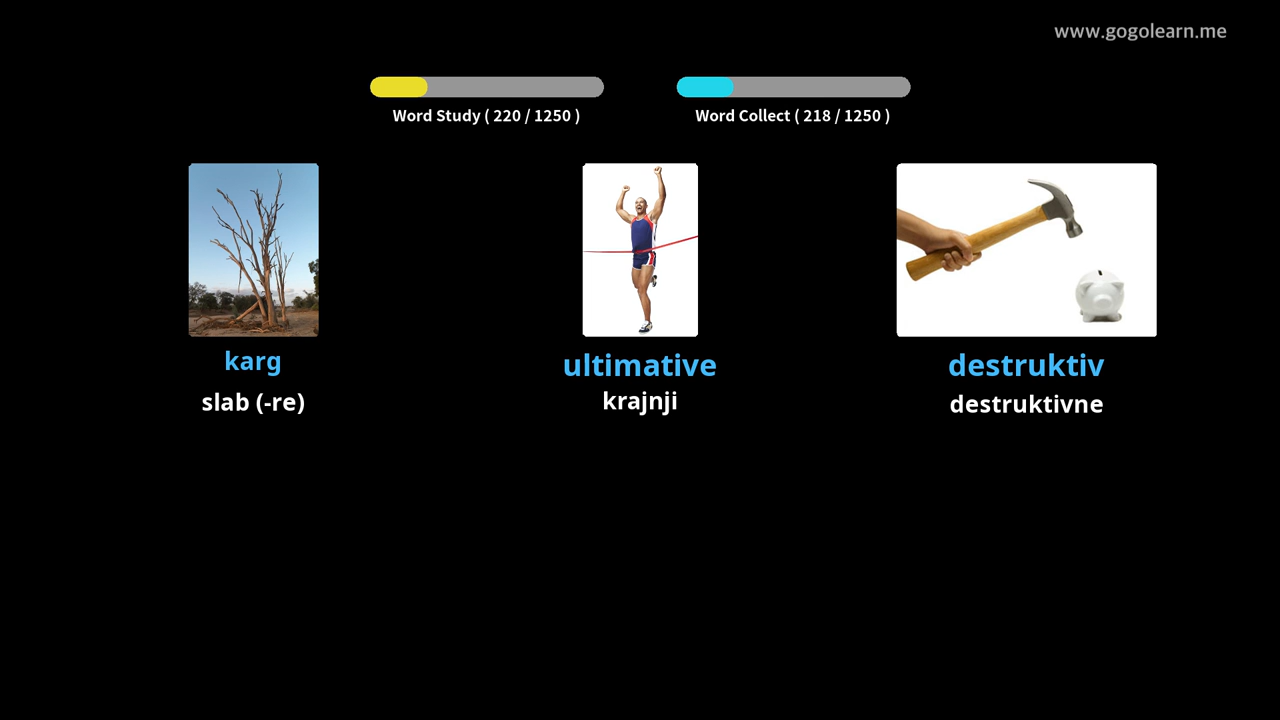 www.gogolearn.me
Word Study ( 220 / 1250 )
Word Collect ( 218 / 1250 )
karg
ultimative
destruktiv
slab (-re)
krajnji
destruktivne